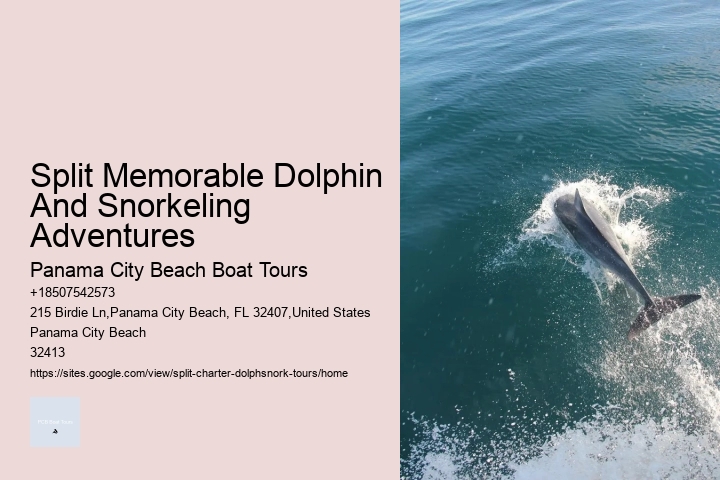 Split Memorable Dolphin
And Snorkeling
Adventures
Panama City Beach Boat Tours
+18507542573
215 Birdie Ln,Panama City Beach, FL 32407,United States
Panama City Beach
32413
https://sites.google.com/view/split-charter-dolphsnork-tours/home